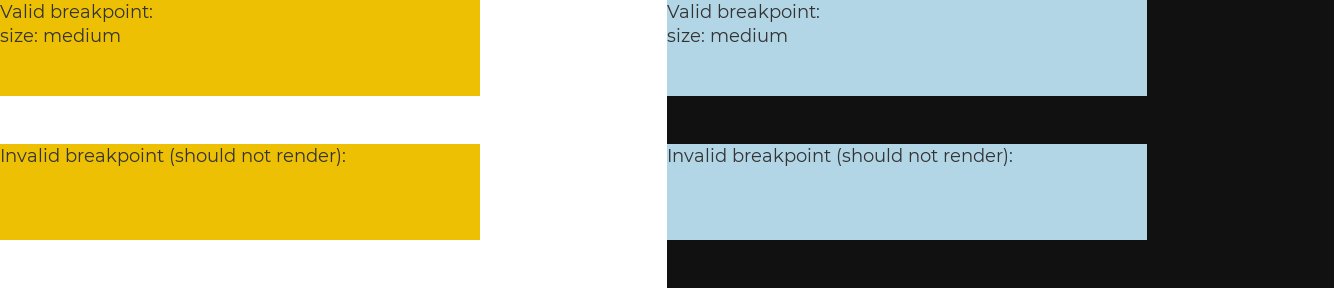 Valid breakpoint:
size: medium
Invalid breakpoint (should not render):
Valid breakpoint:
size: medium
Invalid breakpoint (should not render):